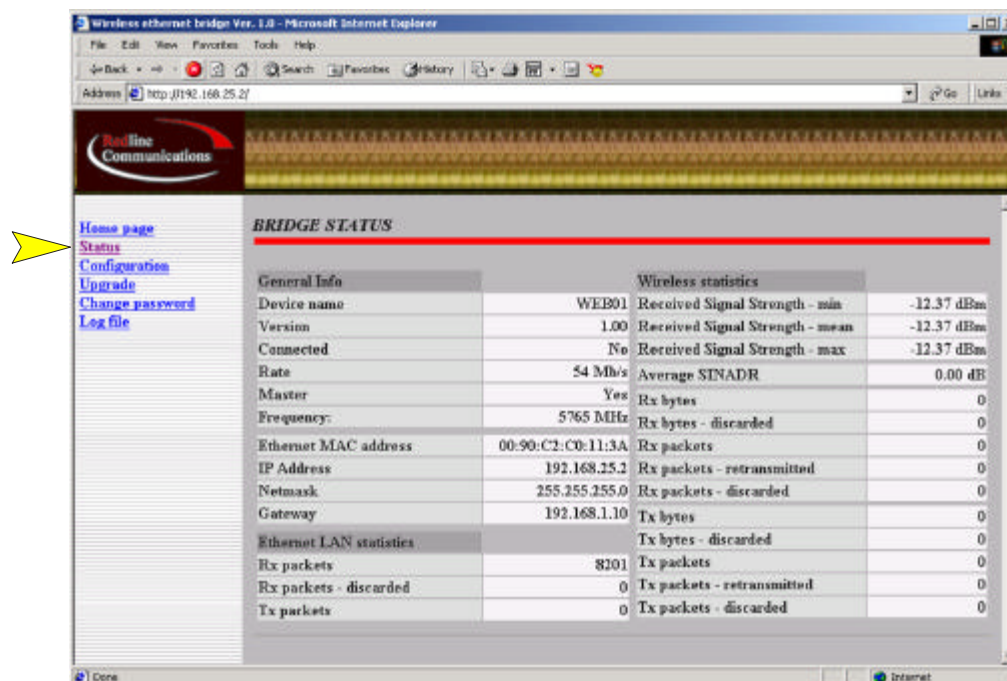 Wireless ethernet bridge Ver. 1.0 - Microsoft Internet Explorer
File Edit View Favorites Tools Help
Back Search Favorites History
Address http://192.168.25.2/ Go Links
Redline
Communications
Home page
Status
Configuration
Upgrade
Change password
Log file
BRIDGE STATUS
General Info
Device name WEB01
Version 1.00
Connected No
Rate 54 Mb/s
Master Yes
Frequency: 5765 MHz
Ethernet MAC address 00:90:C2:C0:11:3A
IP Address 192.168.25.2
Netmask 255.255.255.0
Gateway 192.168.1.10
Ethernet LAN statistics
Rx packets 8201
Rx packets - discarded 0
Tx packets 0
Wireless statistics
Received Signal Strength - min -12.37 dBm
Received Signal Strength - mean -12.37 dBm
Received Signal Strength - max -12.37 dBm
Average SINADR 0.00 dB
Rx bytes 0
Rx bytes - discarded 0
Rx packets 0
Rx packets - retransmitted 0
Rx packets - discarded 0
Tx bytes 0
Tx bytes - discarded 0
Tx packets 0
Tx packets - retransmitted 0
Tx packets - discarded 0
Done Internet